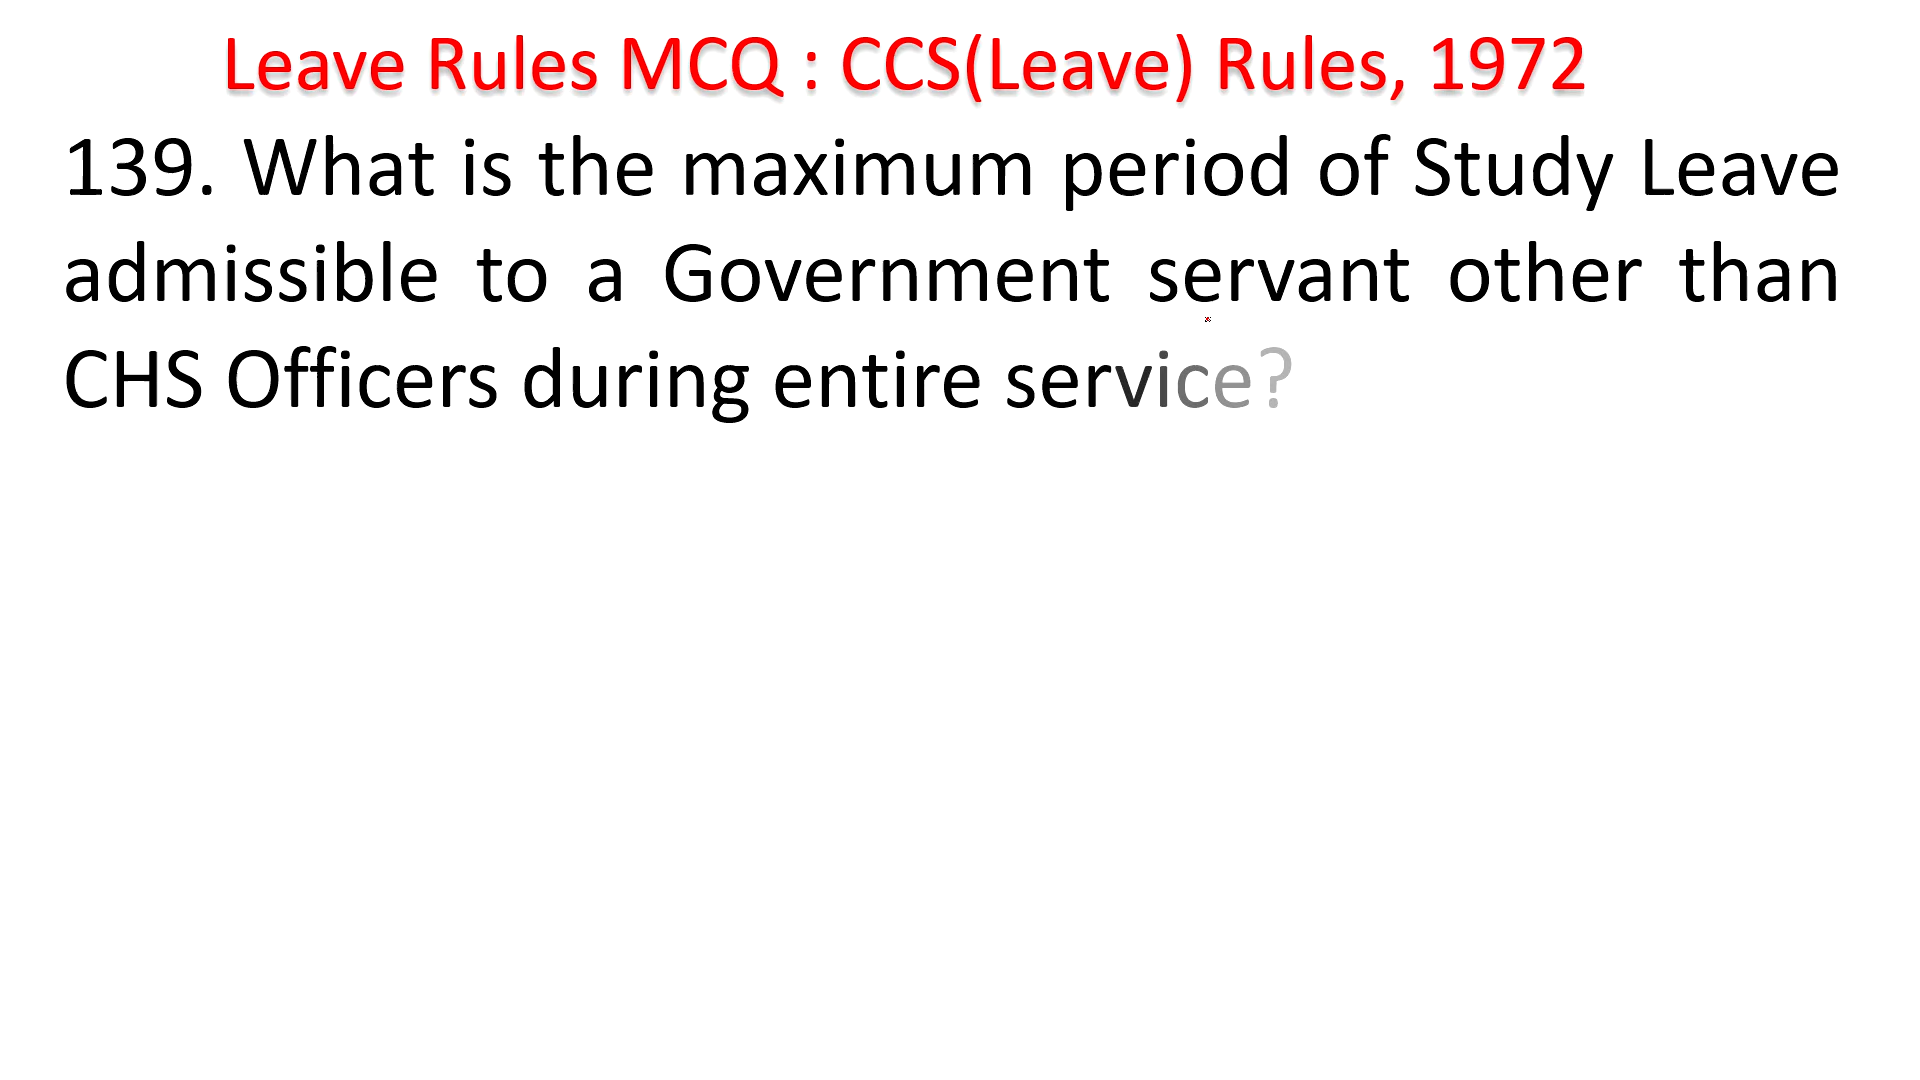 Leave Rules MCQ : CCS(Leave) Rules, 1972
139. What is the maximum period of Study Leave
admissible to a Government servant other than
CHS Officers during entire service?